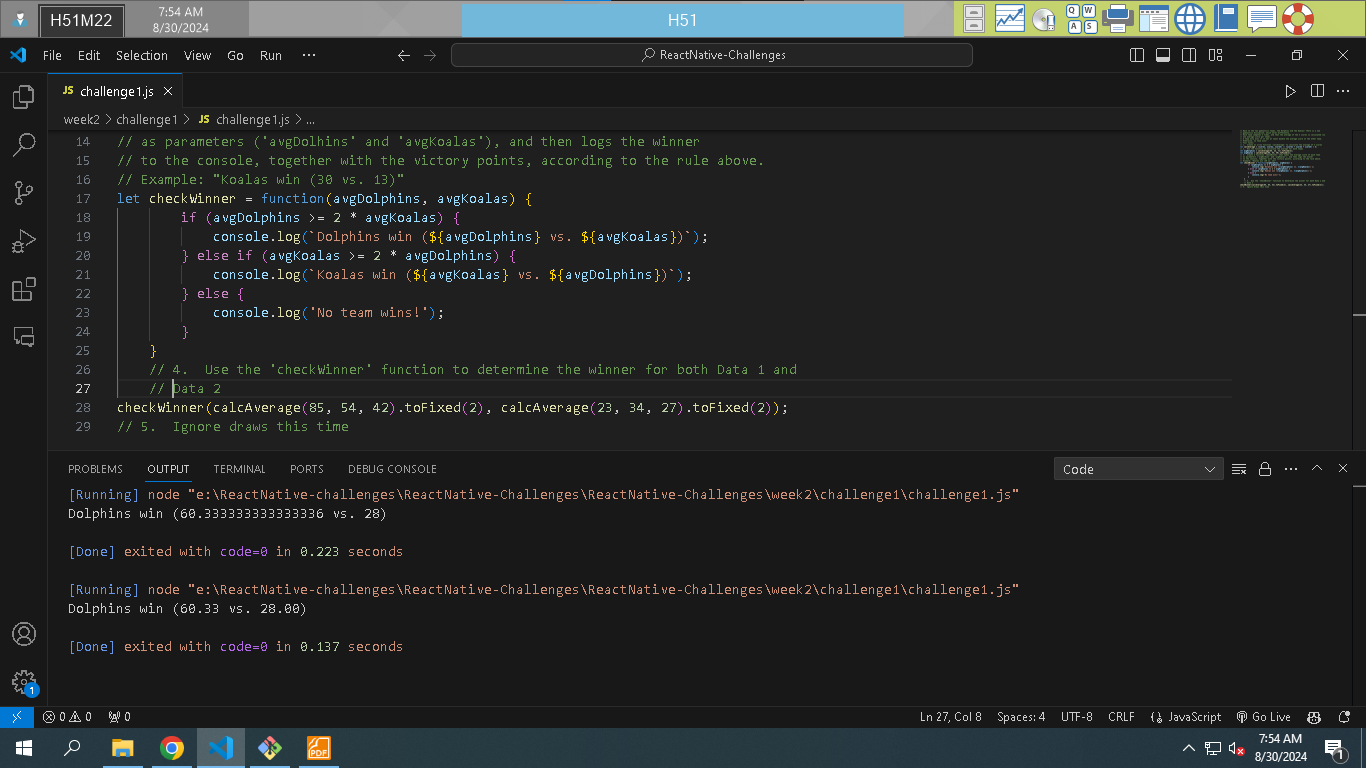 H51M22
7:54 AM
8/30/2024
H51
Q W
A S
File Edit Selection View Go Run ···
ReactNative-Challenges
JS challenge1.js
week2 > challenge1 > JS challenge1.js > ...
14 // as parameters ('avgDolhins' and 'avgKoalas'), and then logs the winner
15 // to the console, together with the victory points, according to the rule above.
16 // Example: "Koalas win (30 vs. 13)"
17 let checkWinner = function(avgDolphins, avgKoalas) {
18 if (avgDolphins >= 2 * avgKoalas) {
19 console.log(`Dolphins win (${avgDolphins} vs. ${avgKoalas})`);
20 } else if (avgKoalas >= 2 * avgDolphins) {
21 console.log(`Koalas win (${avgKoalas} vs. ${avgDolphins})`);
22 } else {
23 console.log('No team wins!');
24 }
25 }
26 // 4.  Use the 'checkWinner' function to determine the winner for both Data 1 and
27 // Data 2
28 checkWinner(calcAverage(85, 54, 42).toFixed(2), calcAverage(23, 34, 27).toFixed(2));
29 // 5.  Ignore draws this time
PROBLEMS OUTPUT TERMINAL PORTS DEBUG CONSOLE
Code
[Running] node "e:\ReactNative-challenges\ReactNative-Challenges\ReactNative-Challenges\week2\challenge1\challenge1.js"
Dolphins win (60.333333333333336 vs. 28)
[Done] exited with code=0 in 0.223 seconds
[Running] node "e:\ReactNative-challenges\ReactNative-Challenges\ReactNative-Challenges\week2\challenge1\challenge1.js"
Dolphins win (60.33 vs. 28.00)
[Done] exited with code=0 in 0.137 seconds
1
0 0 0 Ln 27, Col 8 Spaces: 4 UTF-8 CRLF JavaScript Go Live
PDF
7:54 AM
8/30/2024
1